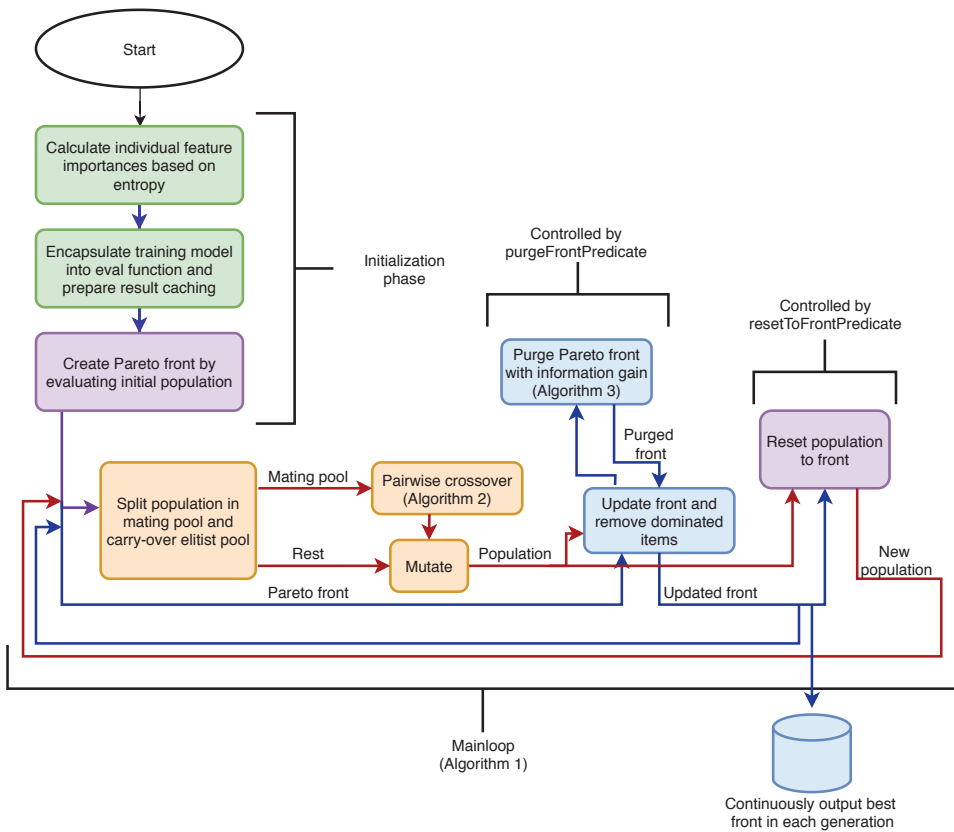 Start
Calculate individual feature
importances based on
entropy
Encapsulate training model
into eval function and
prepare result caching
Create Pareto front by
evaluating initial population
Initialization
phase
Controlled by
purgeFrontPredicate
Purge Pareto front
with information gain
(Algorithm 3)
Controlled by
resetToFrontPredicate
Reset population
to front
Purged
front
Mating pool
Pairwise crossover
(Algorithm 2)
Split population in
mating pool and
carry-over elitist pool
Update front and
remove dominated
items
Rest
Mutate
Population
New
population
Pareto front
Updated front
Mainloop
(Algorithm 1)
Continuously output best
front in each generation